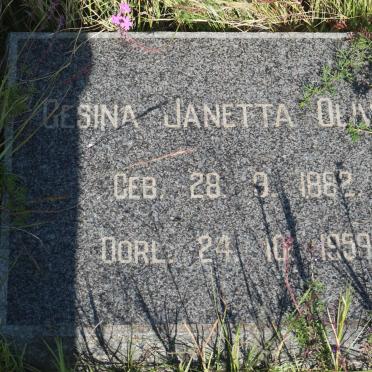 GESINA JANETTA OLIV
GEB. 28. 9. 1882.
OORL. 24. 10. 1959